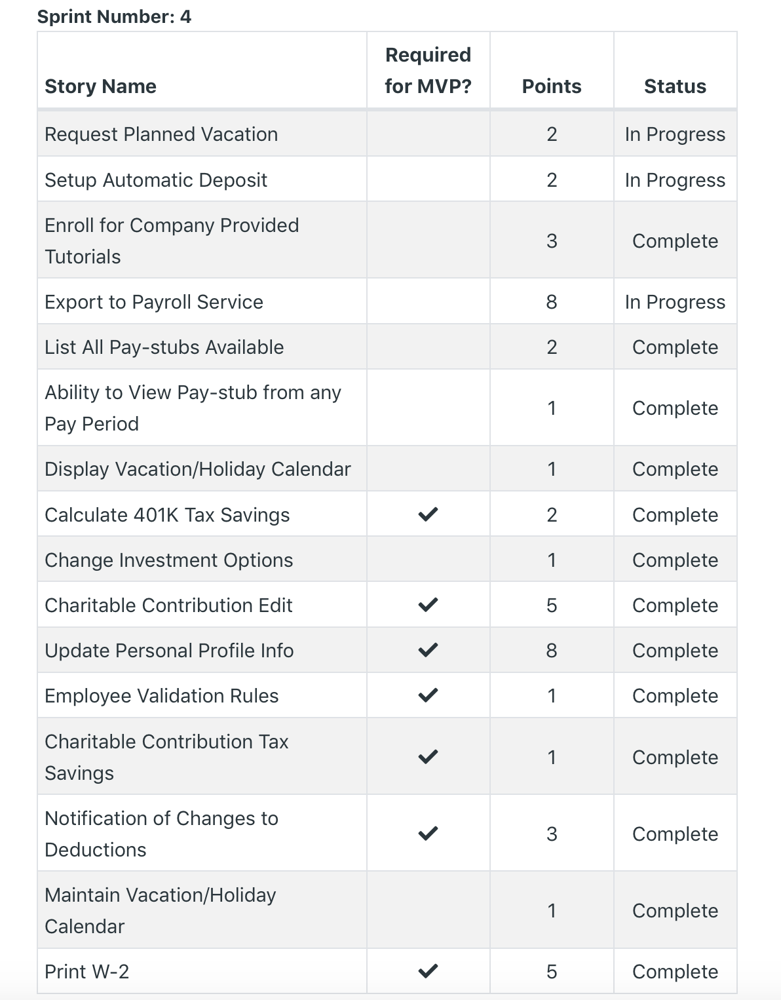 Sprint Number: 4
Story Name Required for MVP? Points Status
Request Planned Vacation 2 In Progress
Setup Automatic Deposit 2 In Progress
Enroll for Company Provided Tutorials 3 Complete
Export to Payroll Service 8 In Progress
List All Pay-stubs Available 2 Complete
Ability to View Pay-stub from any Pay Period 1 Complete
Display Vacation/Holiday Calendar 1 Complete
Calculate 401K Tax Savings ✔ 2 Complete
Change Investment Options 1 Complete
Charitable Contribution Edit ✔ 5 Complete
Update Personal Profile Info ✔ 8 Complete
Employee Validation Rules ✔ 1 Complete
Charitable Contribution Tax Savings ✔ 1 Complete
Notification of Changes to Deductions ✔ 3 Complete
Maintain Vacation/Holiday Calendar 1 Complete
Print W-2 ✔ 5 Complete